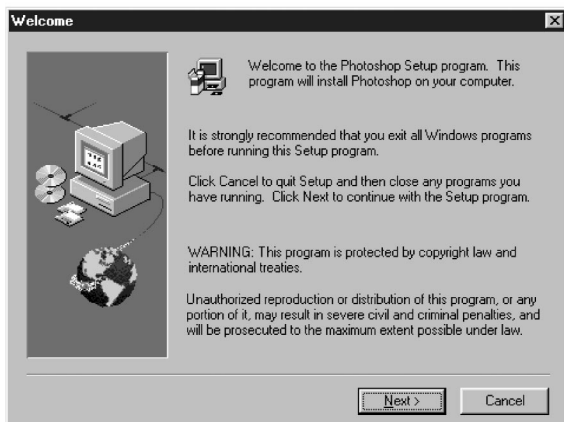 Welcome
Welcome to the Photoshop Setup program. This
program will install Photoshop on your computer.
It is strongly recommended that you exit all Windows programs
before running this Setup program.
Click Cancel to quit Setup and then close any programs you
have running. Click Next to continue with the Setup program.
WARNING: This program is protected by copyright law and
international treaties.
Unauthorized reproduction or distribution of this program, or any
portion of it, may result in severe civil and criminal penalties, and
will be prosecuted to the maximum extent possible under law.
Next >
Cancel